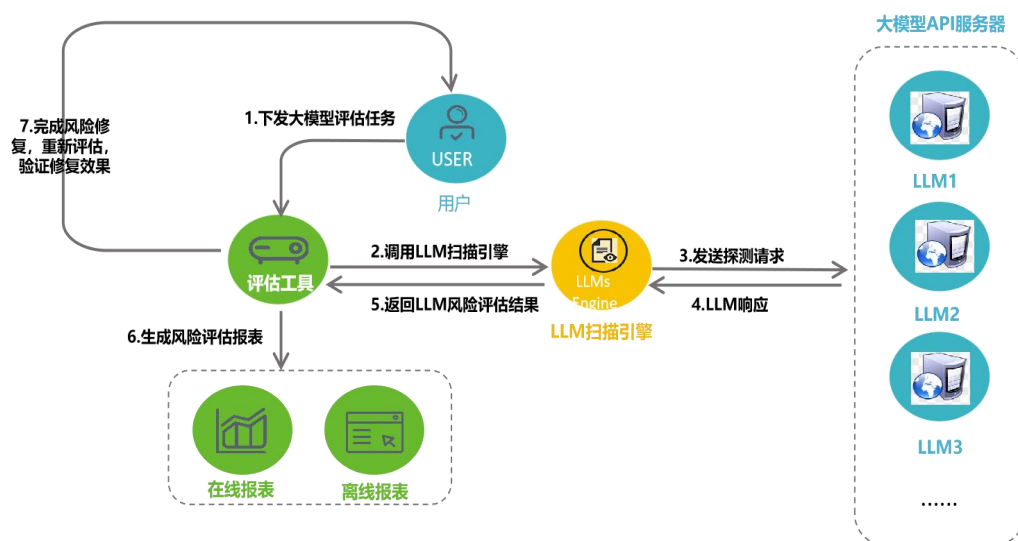 大模型API服务器
1.下发大模型评估任务
7.完成风险修
复，重新评估，
验证修复效果
USER
用户
LLM1
2.调用LLM扫描引擎
3.发送探测请求
评估工具
LLMs
Engine
5.返回LLM风险评估结果
4.LLM响应
LLM扫描引擎
LLM2
6.生成风险评估报表
LLM3
在线报表
离线报表
......